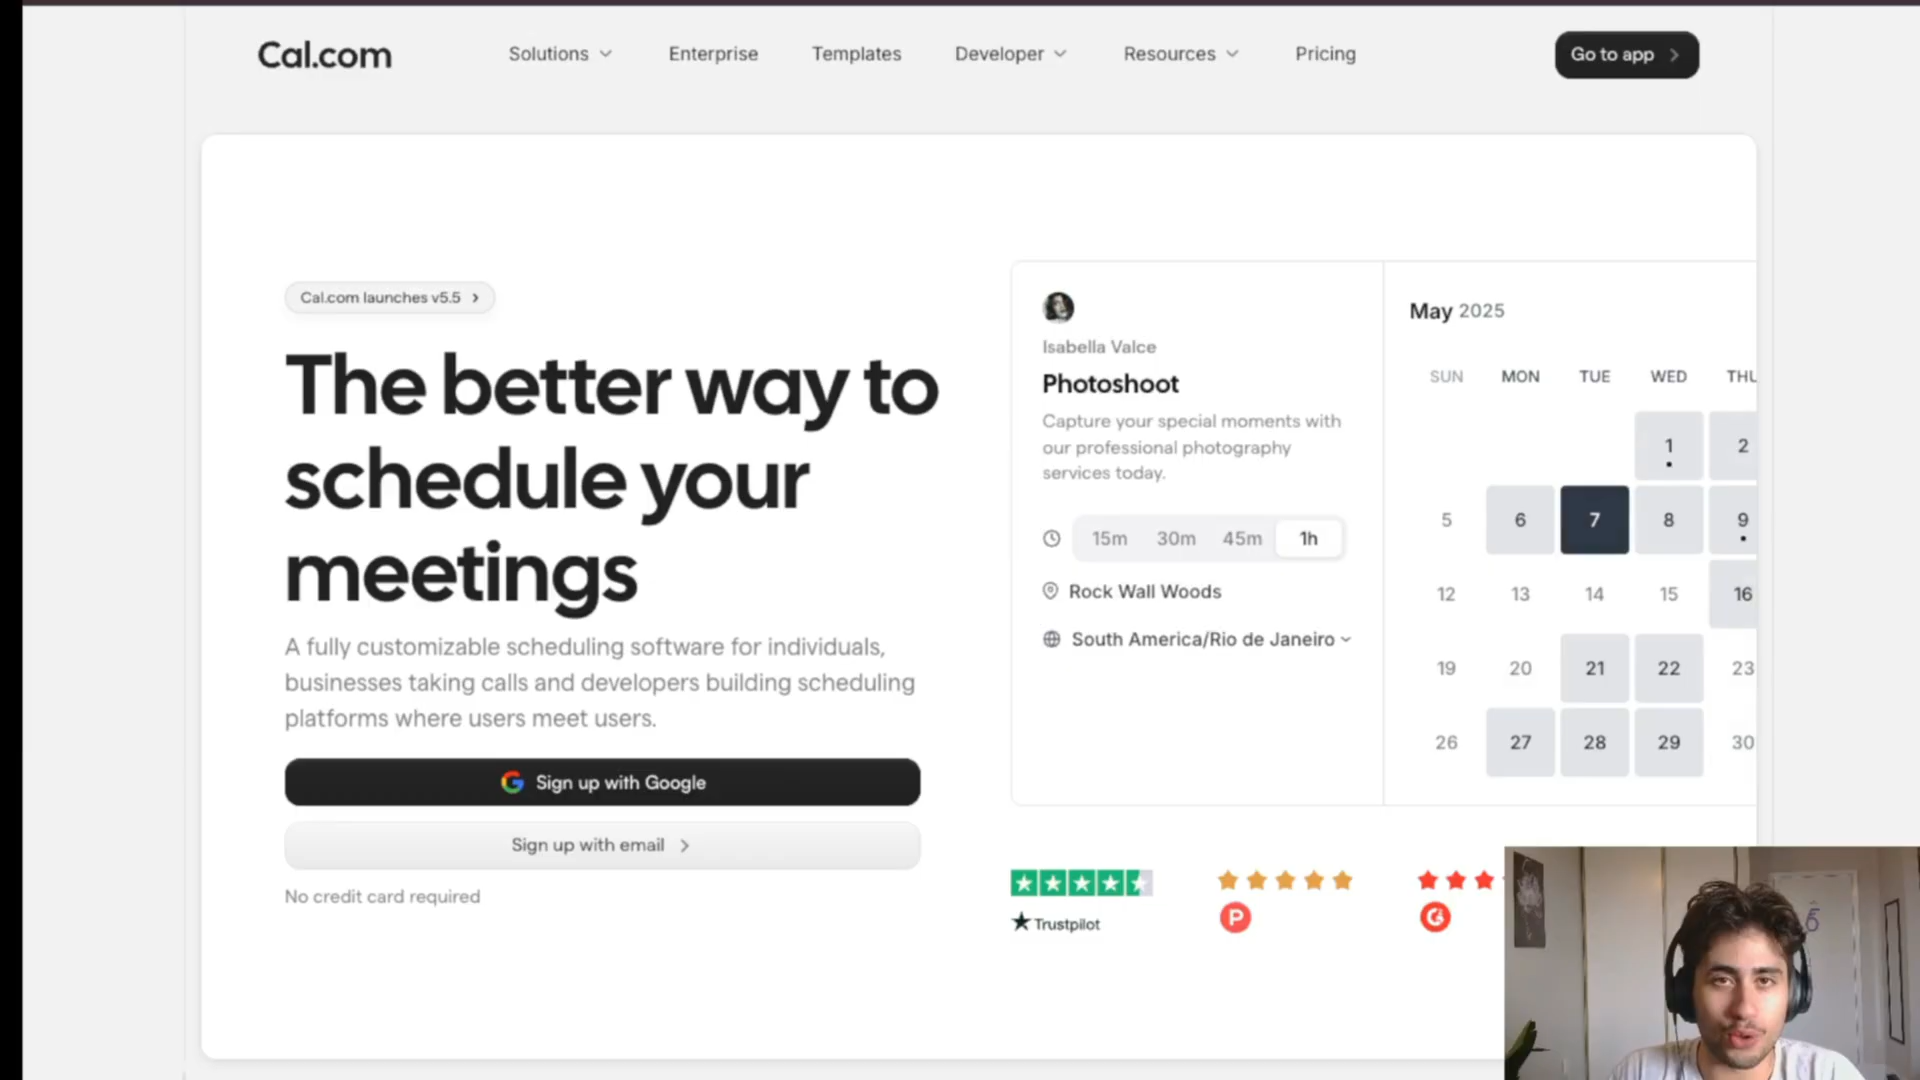 Cal.com
Solutions
Enterprise
Templates
Developer
Resources
Pricing
Go to app
Cal.com launches v5.5
The better way to
schedule your
meetings
A fully customizable scheduling software for individuals,
businesses taking calls and developers building scheduling
platforms where users meet users.
Sign up with Google
Sign up with email
No credit card required
Isabella Valce
Photoshoot
Capture your special moments with
our professional photography
services today.
15m 30m 45m 1h
Rock Wall Woods
South America/Rio de Janeiro
May 2025
SUN MON TUE WED THU
1 2
5 6 7 8 9
12 13 14 15 16
19 20 21 22 23
26 27 28 29 30
Trustpilot
P
G